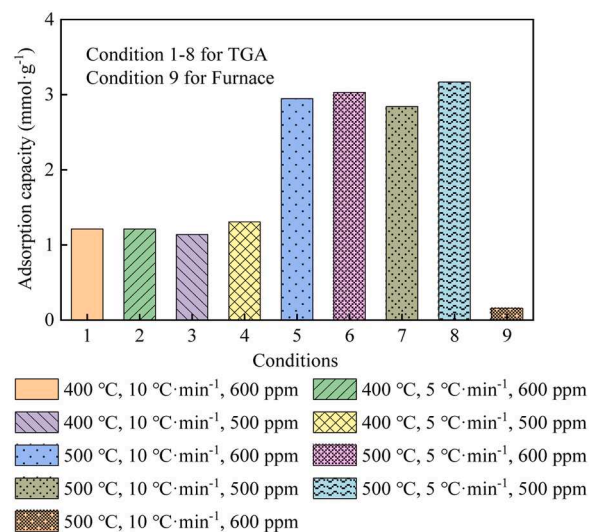 4
Condition 1-8 for TGA
Condition 9 for Furnace
3
2
1
0
Adsorption capacity (mmol·g⁻¹)
1 2 3 4 5 6 7 8 9
Conditions
400 ℃, 10 ℃·min⁻¹, 600 ppm
400 ℃, 5 ℃·min⁻¹, 600 ppm
400 ℃, 10 ℃·min⁻¹, 500 ppm
400 ℃, 5 ℃·min⁻¹, 500 ppm
500 ℃, 10 ℃·min⁻¹, 600 ppm
500 ℃, 5 ℃·min⁻¹, 600 ppm
500 ℃, 10 ℃·min⁻¹, 500 ppm
500 ℃, 5 ℃·min⁻¹, 500 ppm
500 ℃, 10 ℃·min⁻¹, 600 ppm